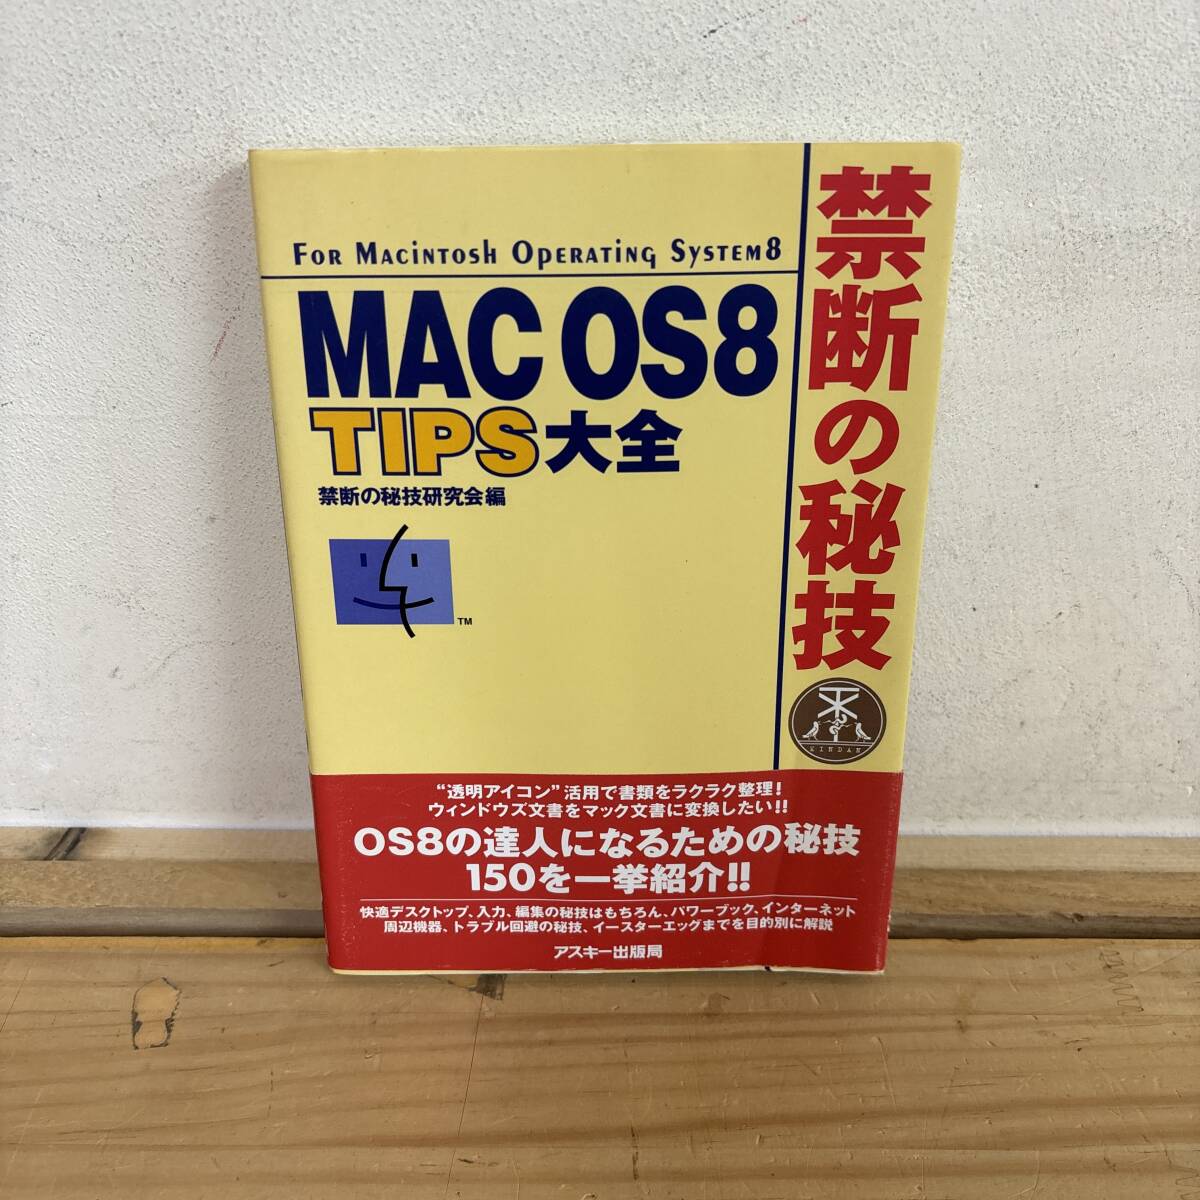 禁断の秘技
For Macintosh Operating System 8
MAC OS 8
TIPS大全
禁断の秘技研究会編
TM
KINDAN
“透明アイコン”活用で書類をラクラク整理!
ウィンドウズ文書をマック文書に変換したい!!
OS8の達人になるための秘技
150を一挙紹介!!
快適デスクトップ、入力、編集の秘技はもちろん、パワーブック、インターネット
周辺機器、トラブル回避の秘技、イースターエッグまでを目的別に解説
アスキー出版局